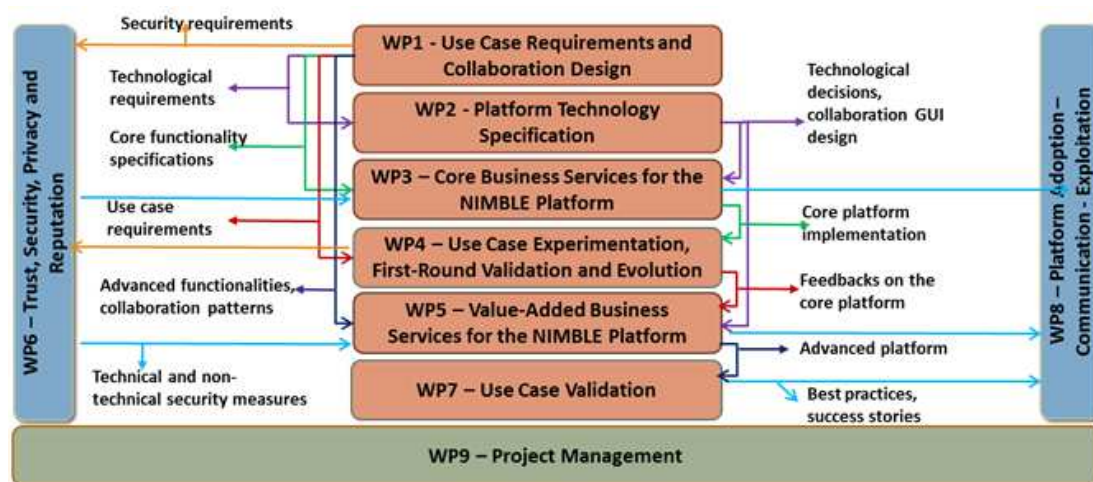 Security requirements
Technological
requirements
Core functionality
specifications
Use case
requirements
Advanced functionalities,
collaboration patterns
Technical and non-
technical security measures
WP6 – Trust, Security, Privacy and
Reputation
WP1 - Use Case Requirements and
Collaboration Design
WP2 - Platform Technology
Specification
WP3 – Core Business Services for the
NIMBLE Platform
WP4 – Use Case Experimentation,
First-Round Validation and Evolution
WP5 – Value-Added Business
Services for the NIMBLE Platform
WP7 – Use Case Validation
Technological
decisions,
collaboration GUI
design
Core platform
implementation
Feedbacks on the
core platform
Advanced platform
Best practices,
success stories
WP8 – Platform Adoption –
Communication - Exploitation
WP9 – Project Management